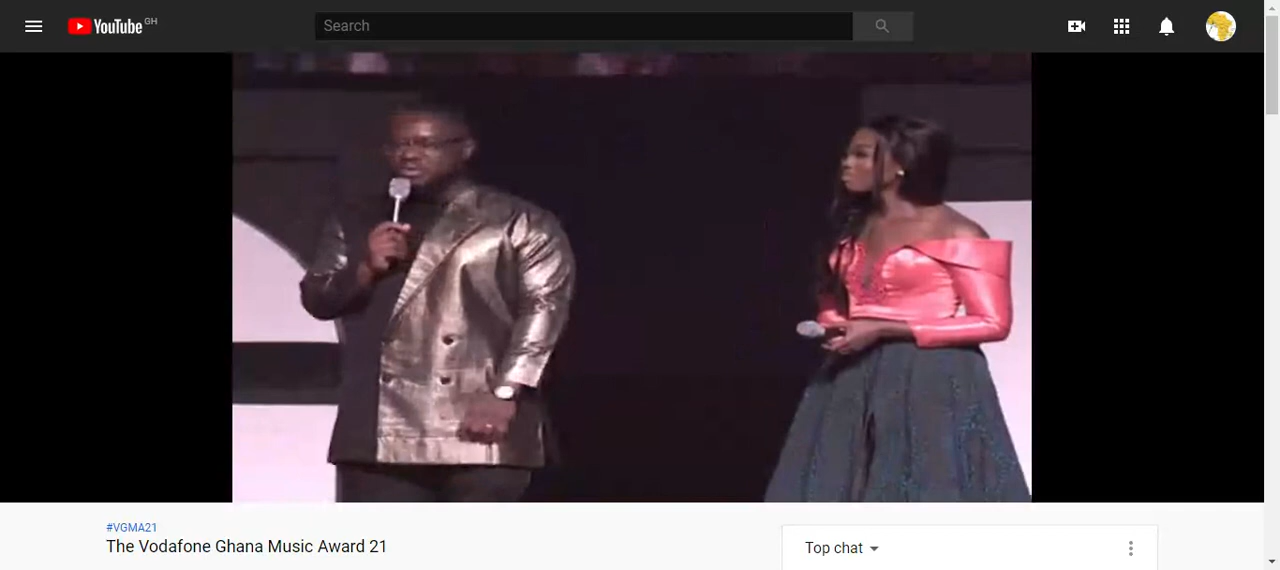 YouTube GH
Search
#VGMA21
The Vodafone Ghana Music Award 21
Top chat